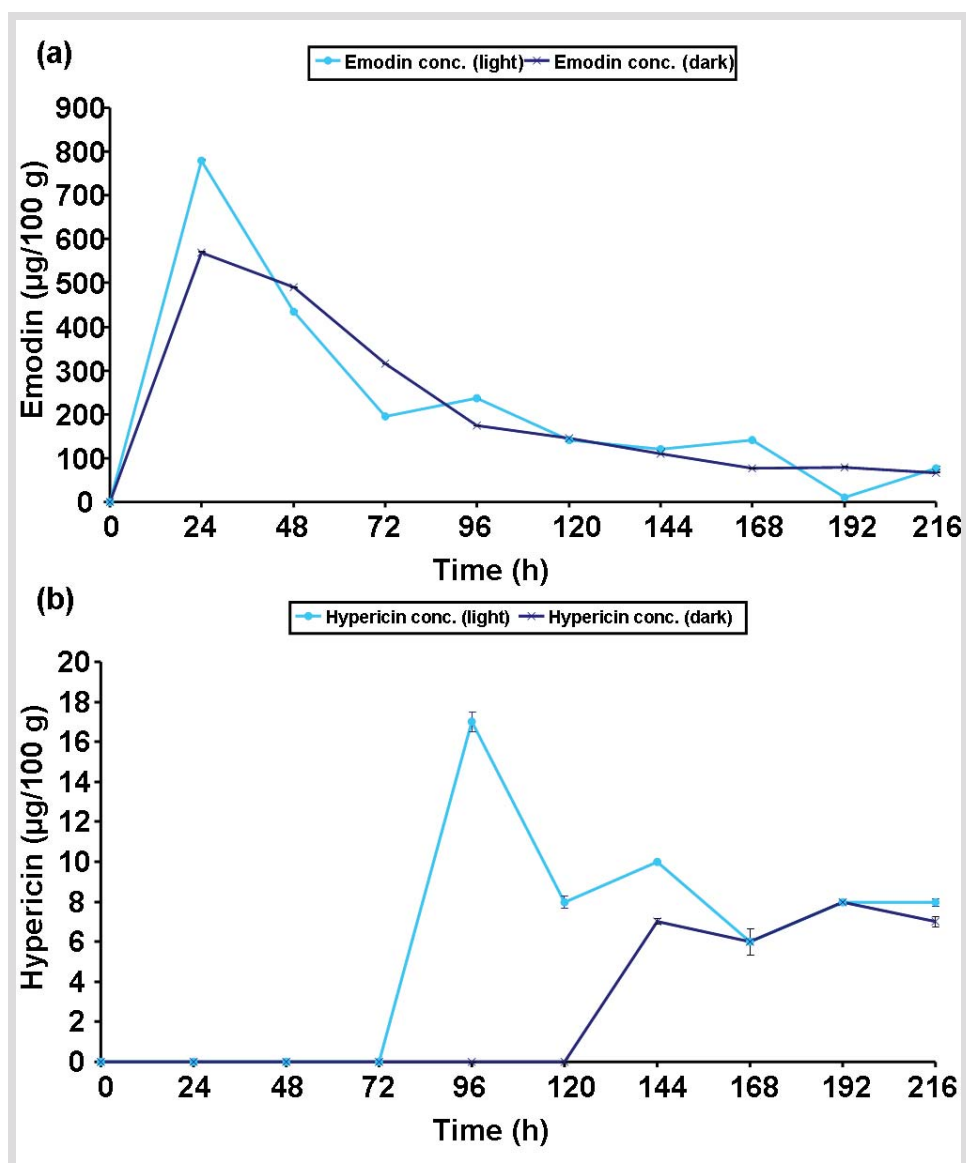 (a)
Emodin conc. (light) Emodin conc. (dark)
900
800
700
600
500
400
300
200
100
0
Emodin (µg/100 g)
0 24 48 72 96 120 144 168 192 216
Time (h)
(b)
Hypericin conc. (light) Hypericin conc. (dark)
20
18
16
14
12
10
8
6
4
2
0
Hypericin (µg/100 g)
0 24 48 72 96 120 144 168 192 216
Time (h)